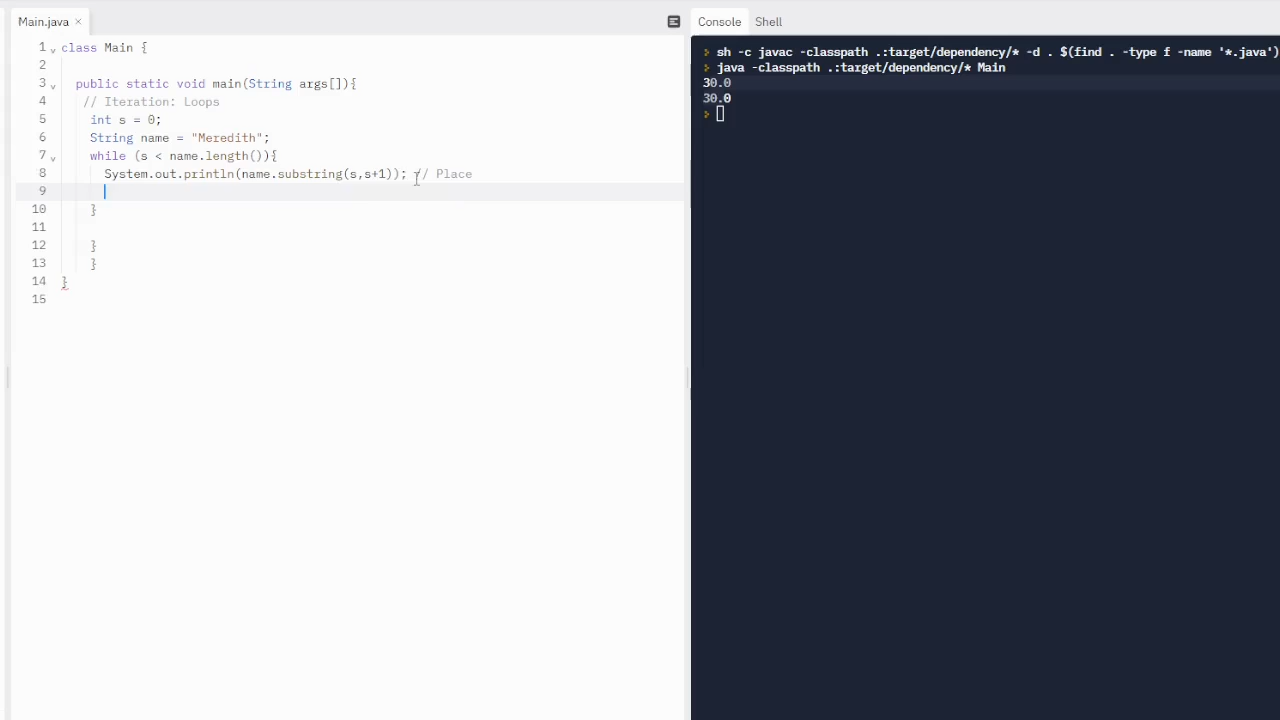 Main.java ×
1 class Main {
2
3 public static void main(String args[]){
4 // Iteration: Loops
5 int s = 0;
6 String name = "Meredith";
7 while (s < name.length()){
8 System.out.println(name.substring(s,s+1)); // Place
9
10 }
11
12 }
13 }
14 }
15
Console Shell
sh -c javac -classpath .:target/dependency/* -d . $(find . -type f -name '*.java')
java -classpath .:target/dependency/* Main
30.0
30.0